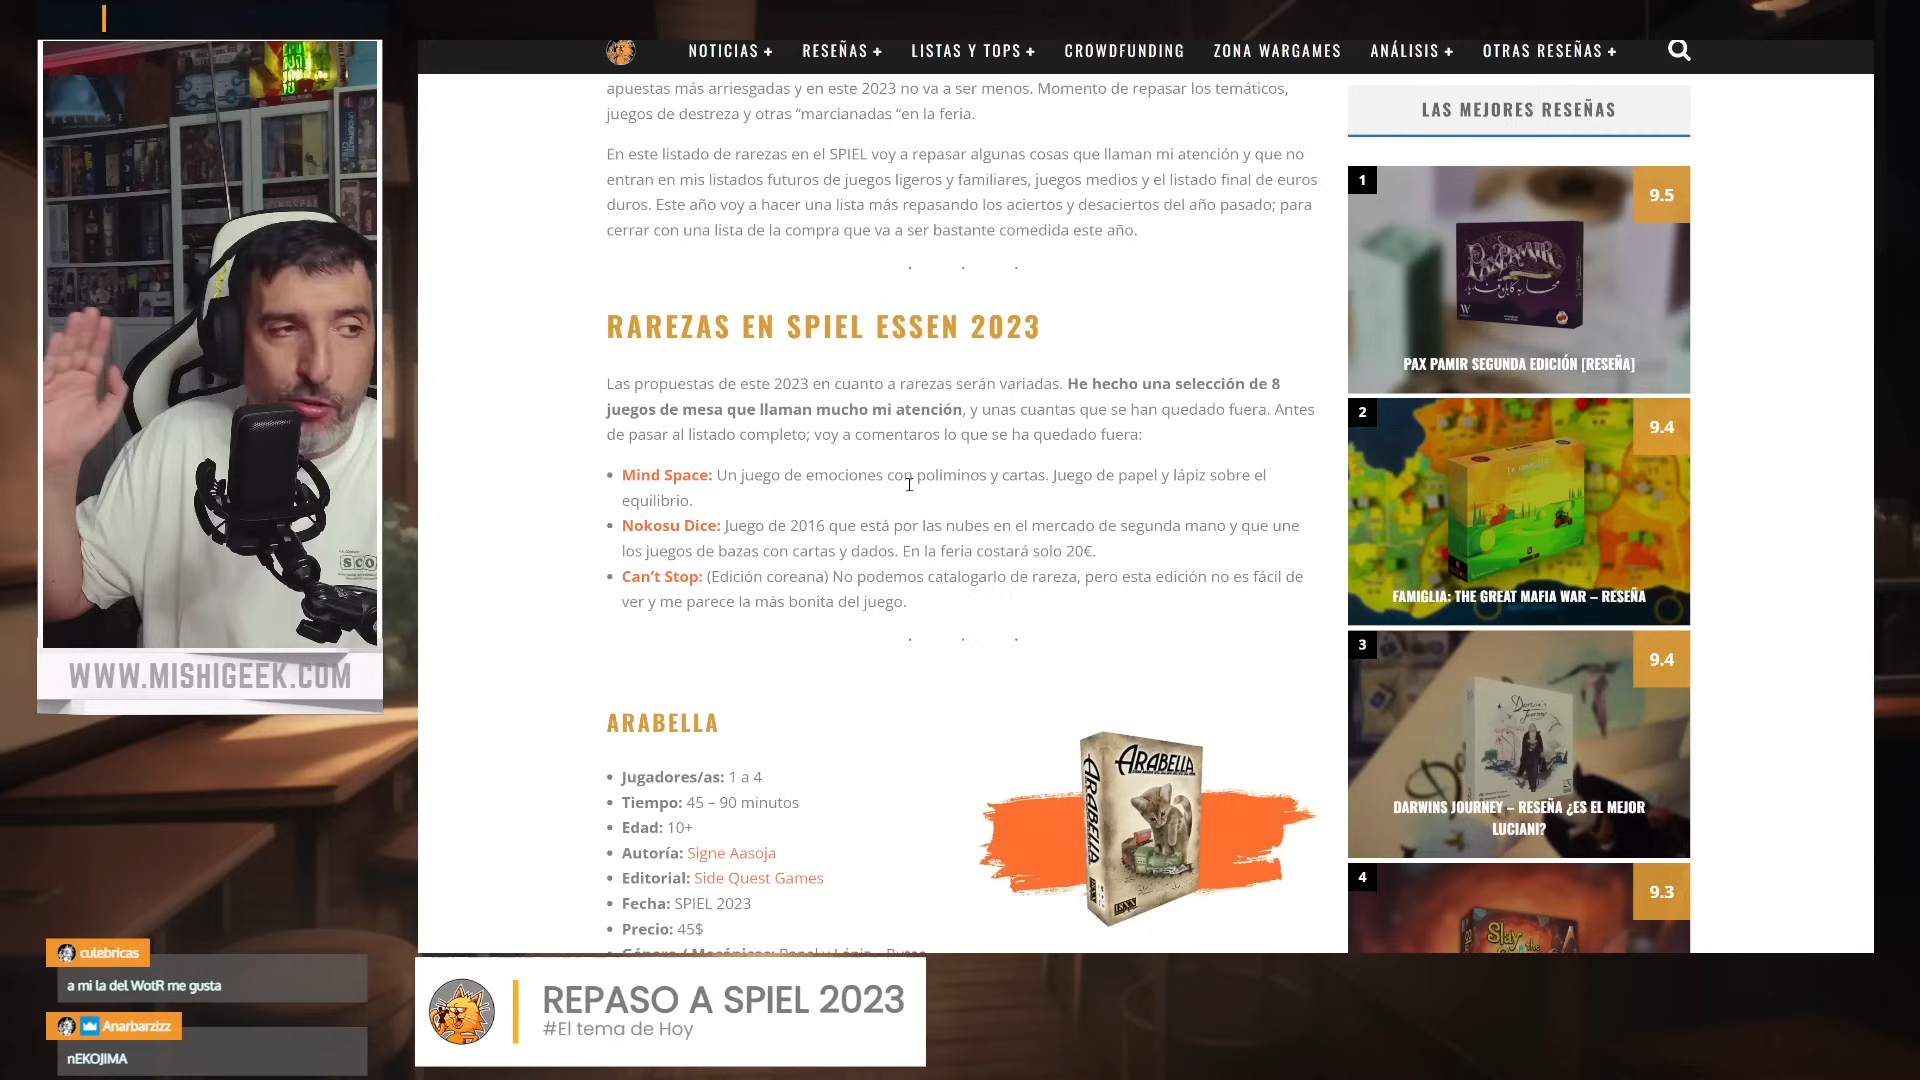 NOTICIAS + RESEÑAS + LISTAS Y TOPS + CROWDFUNDING ZONA WARGAMES ANÁLISIS + OTRAS RESEÑAS +
apuestas más arriesgadas y en este 2023 no va a ser menos. Momento de repasar los temáticos,
juegos de destreza y otras “marcianadas “en la feria.
En este listado de rarezas en el SPIEL voy a repasar algunas cosas que llaman mi atención y que no
entran en mis listados futuros de juegos ligeros y familiares, juegos medios y el listado final de euros
duros. Este año voy a hacer una lista más repasando los aciertos y desaciertos del año pasado; para
cerrar con una lista de la compra que va a ser bastante comedida este año.
RAREZAS EN SPIEL ESSEN 2023
Las propuestas de este 2023 en cuanto a rarezas serán variadas. He hecho una selección de 8
juegos de mesa que llaman mucho mi atención, y unas cuantas que se han quedado fuera. Antes
de pasar al listado completo; voy a comentaros lo que se ha quedado fuera:
• Mind Space: Un juego de emociones con poliminos y cartas. Juego de papel y lápiz sobre el
equilibrio.
• Nokosu Dice: Juego de 2016 que está por las nubes en el mercado de segunda mano y que une
los juegos de bazas con cartas y dados. En la feria costará solo 20€.
• Can’t Stop: (Edición coreana) No podemos catalogarlo de rareza, pero esta edición no es fácil de
ver y me parece la más bonita del juego.
ARABELLA
• Jugadores/as: 1 a 4
• Tiempo: 45 – 90 minutos
• Edad: 10+
• Autoría: Signe Aasoja
• Editorial: Side Quest Games
• Fecha: SPIEL 2023
• Precio: 45$
ARABELLA
ARABELLA
18XX
LAS MEJORES RESEÑAS
1
9.5
PAX PAMIR
PAX PAMIR SEGUNDA EDICIÓN [RESEÑA]
2
9.4
FAMIGLIA: THE GREAT MAFIA WAR – RESEÑA
3
9.4
Darwin's
Journey
DARWINS JOURNEY – RESEÑA ¿ES EL MEJOR
LUCIANI?
4
9.3
Slay
the
ECLIPSE
SCO
WWW.MISHIGEEK.COM
culebricas
a mi la del WotR me gusta
Anarbarzizz
nEKOJIMA
REPASO A SPIEL 2023
#El tema de Hoy